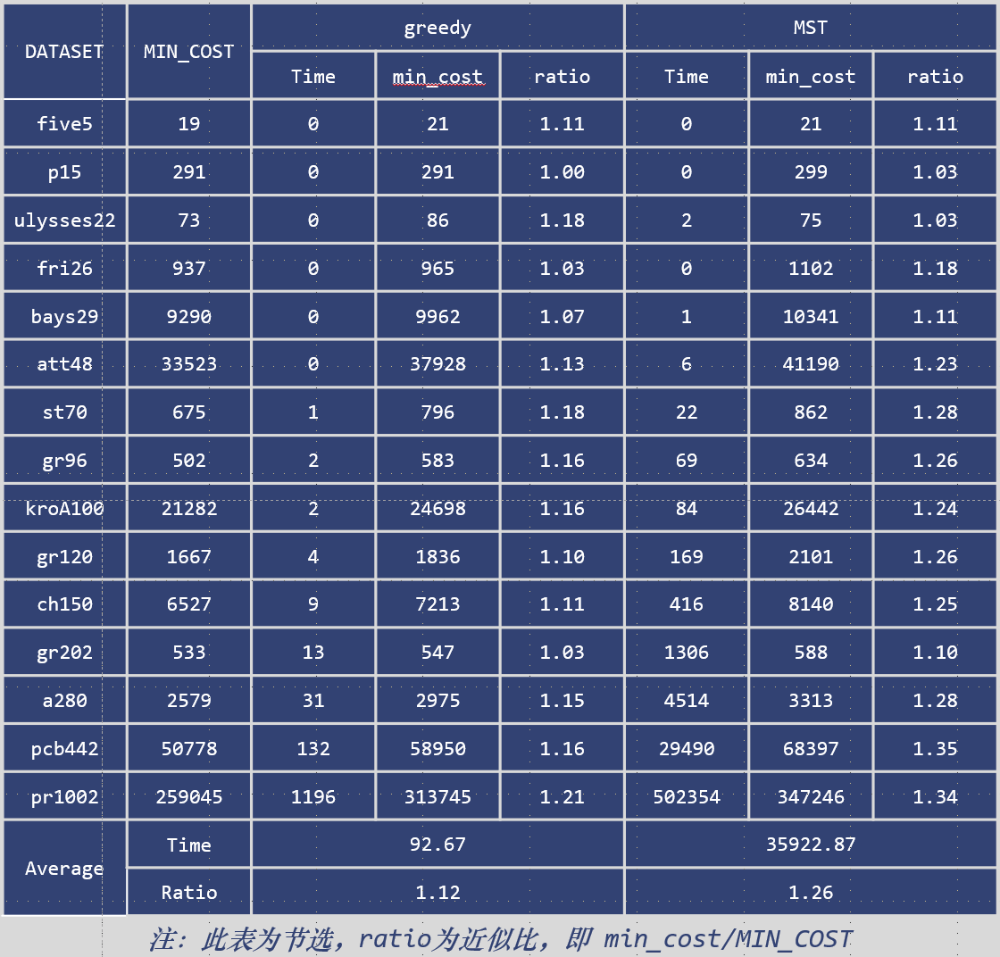 DATASET MIN_COST greedy MST
Time min_cost ratio Time min_cost ratio
five5 19 0 21 1.11 0 21 1.11
p15 291 0 291 1.00 0 299 1.03
ulysses22 73 0 86 1.18 2 75 1.03
fri26 937 0 965 1.03 0 1102 1.18
bays29 9290 0 9962 1.07 1 10341 1.11
att48 33523 0 37928 1.13 6 41190 1.23
st70 675 1 796 1.18 22 862 1.28
gr96 502 2 583 1.16 69 634 1.26
kroA100 21282 2 24698 1.16 84 26442 1.24
gr120 1667 4 1836 1.10 169 2101 1.26
ch150 6527 9 7213 1.11 416 8140 1.25
gr202 533 13 547 1.03 1306 588 1.10
a280 2579 31 2975 1.15 4514 3313 1.28
pcb442 50778 132 58950 1.16 29490 68397 1.35
pr1002 259045 1196 313745 1.21 502354 347246 1.34
Average Time 92.67 35922.87
Ratio 1.12 1.26
注: 此表为节选，ratio为近似比，即 min_cost/MIN_COST